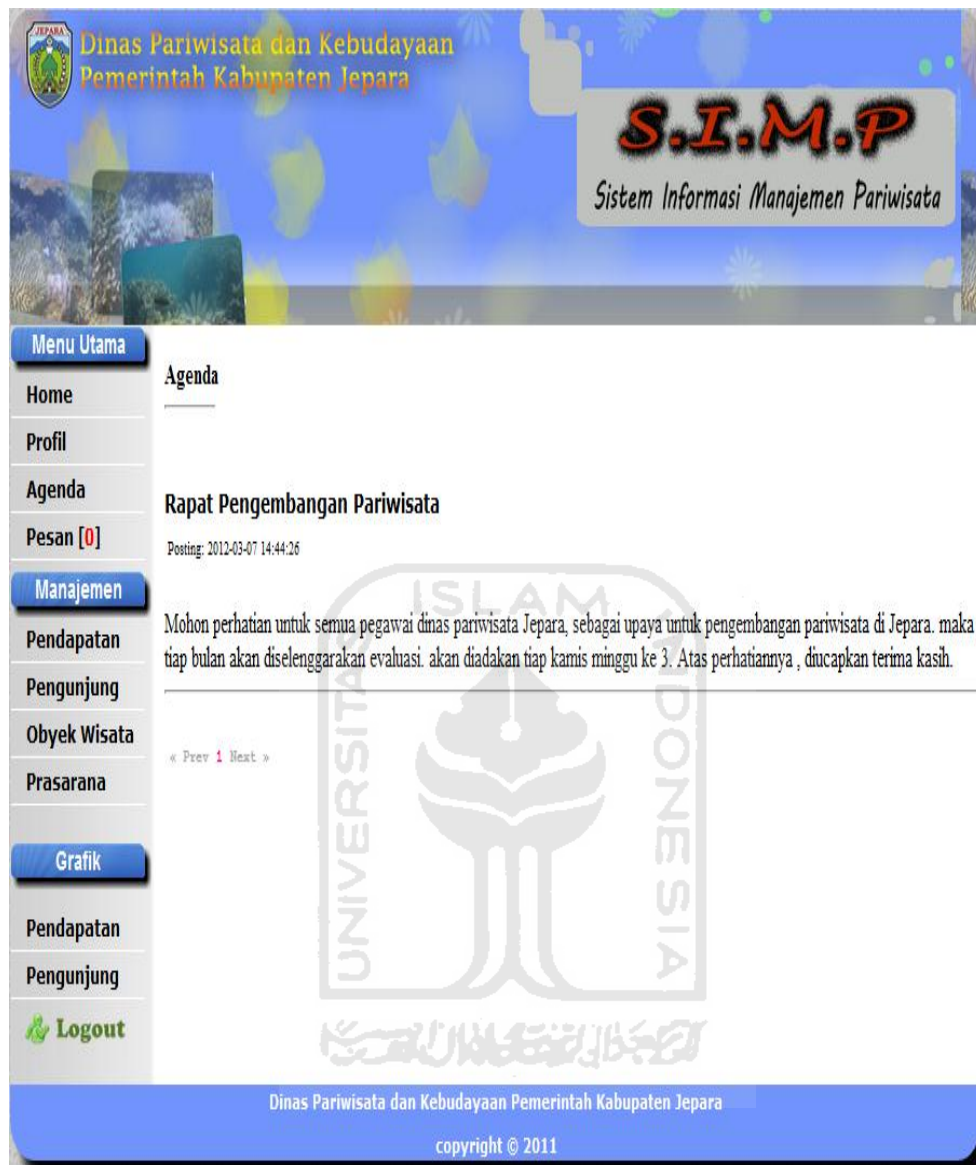 JEPARA
Dinas Pariwisata dan Kebudayaan
Pemerintah Kabupaten Jepara
S.I.M.P
Sistem Informasi Manajemen Pariwisata
Menu Utama
Home
Profil
Agenda
Pesan [0]
Manajemen
Pendapatan
Pengunjung
Obyek Wisata
Prasarana
Grafik
Pendapatan
Pengunjung
Logout
Agenda
Rapat Pengembangan Pariwisata
Posting: 2012-03-07 14:44:26
Mohon perhatian untuk semua pegawai dinas pariwisata Jepara, sebagai upaya untuk pengembangan pariwisata di Jepara. maka
tiap bulan akan diselenggarakan evaluasi. akan diadakan tiap kamis minggu ke 3. Atas perhatiannya , diucapkan terima kasih.
« Prev 1 Next »
ISLAM
UNIVERSITAS
INDONESIA
Dinas Pariwisata dan Kebudayaan Pemerintah Kabupaten Jepara
copyright © 2011